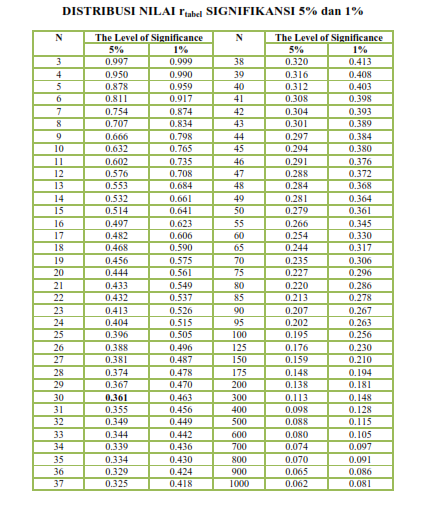 DISTRIBUSI NILAI rtabel SIGNIFIKANSI 5% dan 1%
N The Level of Significance N The Level of Significance
5% 1% 5% 1%
3 0.997 0.999 38 0.320 0.413
4 0.950 0.990 39 0.316 0.408
5 0.878 0.959 40 0.312 0.403
6 0.811 0.917 41 0.308 0.398
7 0.754 0.874 42 0.304 0.393
8 0.707 0.834 43 0.301 0.389
9 0.666 0.798 44 0.297 0.384
10 0.632 0.765 45 0.294 0.380
11 0.602 0.735 46 0.291 0.376
12 0.576 0.708 47 0.288 0.372
13 0.553 0.684 48 0.284 0.368
14 0.532 0.661 49 0.281 0.364
15 0.514 0.641 50 0.279 0.361
16 0.497 0.623 55 0.266 0.345
17 0.482 0.606 60 0.254 0.330
18 0.468 0.590 65 0.244 0.317
19 0.456 0.575 70 0.235 0.306
20 0.444 0.561 75 0.227 0.296
21 0.433 0.549 80 0.220 0.286
22 0.432 0.537 85 0.213 0.278
23 0.413 0.526 90 0.207 0.267
24 0.404 0.515 95 0.202 0.263
25 0.396 0.505 100 0.195 0.256
26 0.388 0.496 125 0.176 0.230
27 0.381 0.487 150 0.159 0.210
28 0.374 0.478 175 0.148 0.194
29 0.367 0.470 200 0.138 0.181
30 0.361 0.463 300 0.113 0.148
31 0.355 0.456 400 0.098 0.128
32 0.349 0.449 500 0.088 0.115
33 0.344 0.442 600 0.080 0.105
34 0.339 0.436 700 0.074 0.097
35 0.334 0.430 800 0.070 0.091
36 0.329 0.424 900 0.065 0.086
37 0.325 0.418 1000 0.062 0.081